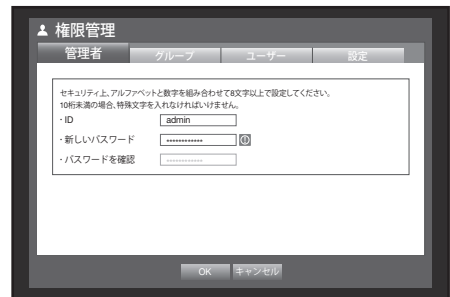 権限管理
管理者 グループ ユーザー 設定
セキュリティ上、アルファベットと数字を組み合わせて8文字以上で設定してください。
10桁未満の場合、特殊文字を入れなければいけません。
· ID admin
· 新しいパスワード ••••••••••••
· パスワードを確認 ••••••••••••
OK キャンセル